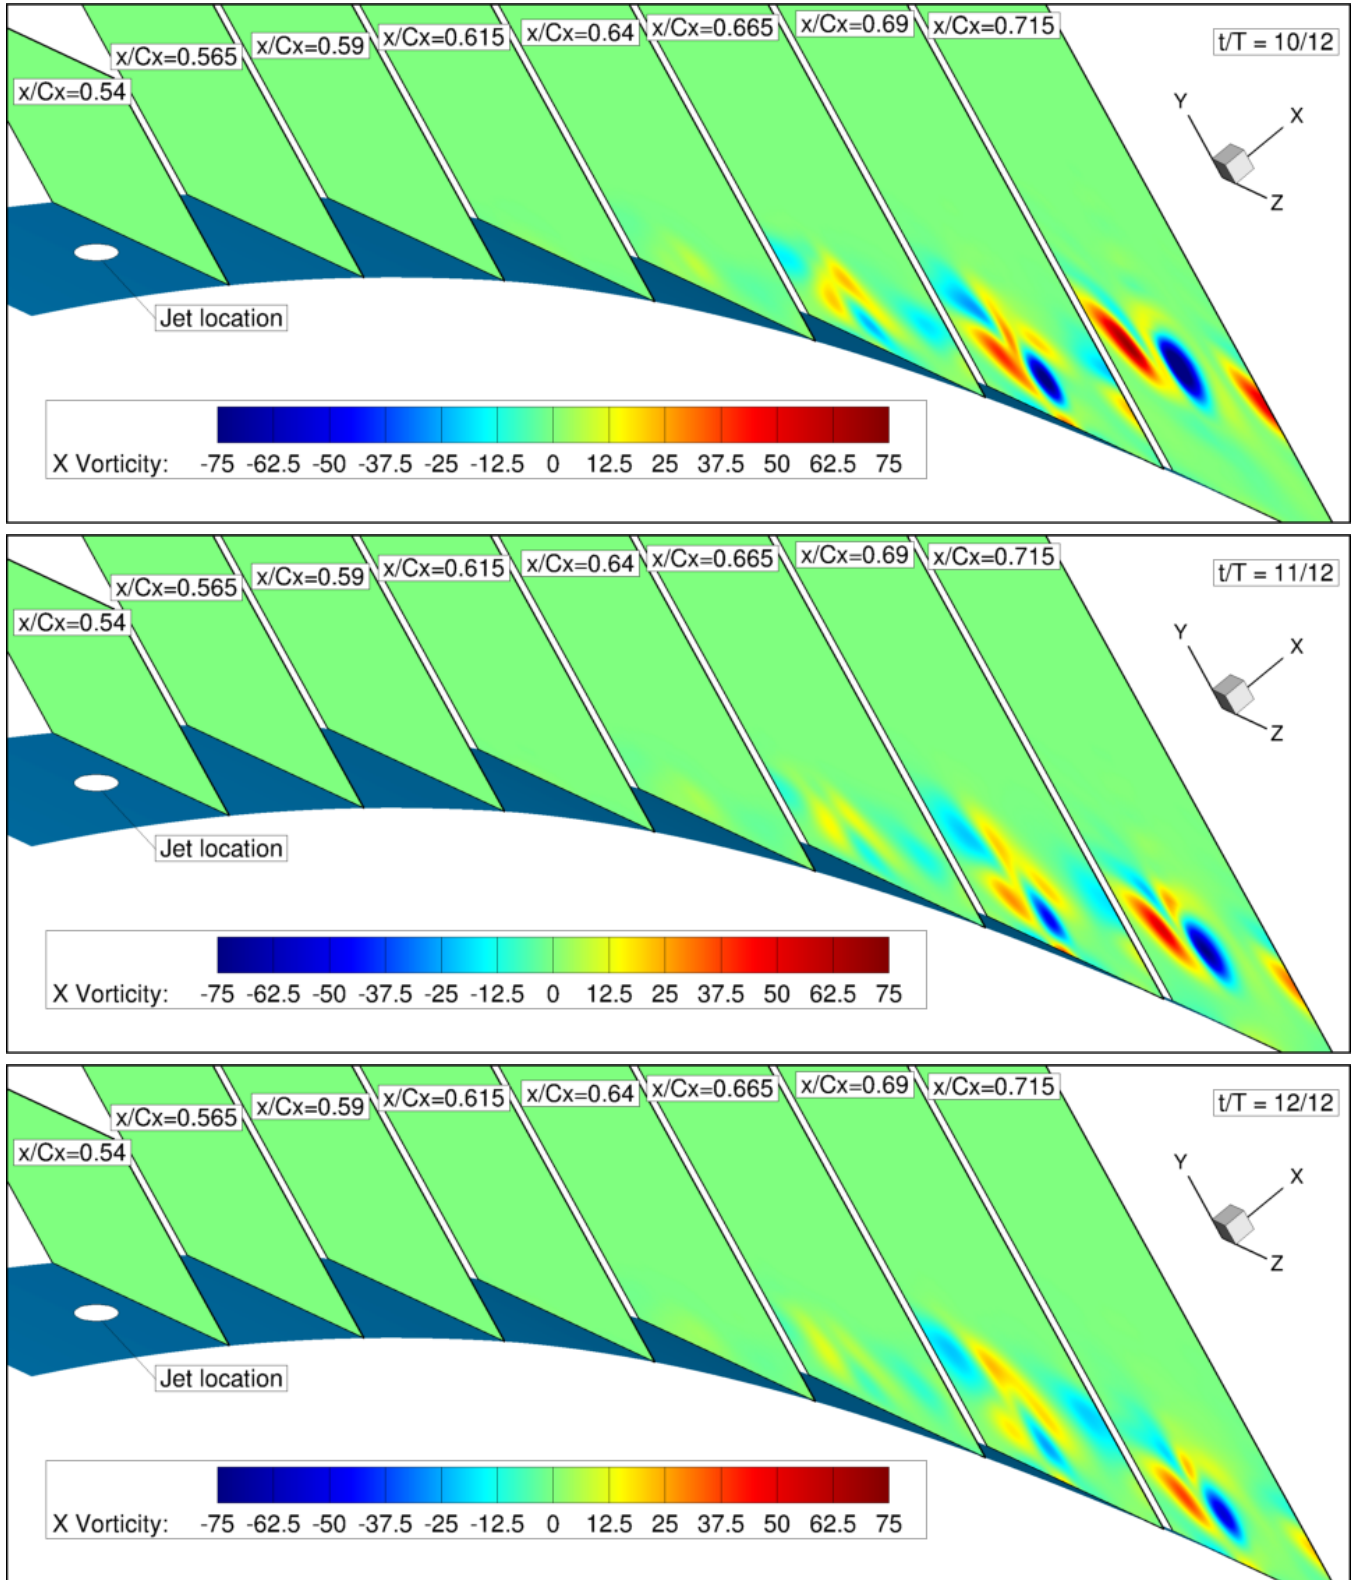 x/Cx=0.54
x/Cx=0.565
x/Cx=0.59
x/Cx=0.615
x/Cx=0.64
x/Cx=0.665
x/Cx=0.69
x/Cx=0.715
t/T = 10/12
Y
X
Z
Jet location
X Vorticity: -75 -62.5 -50 -37.5 -25 -12.5 0 12.5 25 37.5 50 62.5 75
x/Cx=0.54
x/Cx=0.565
x/Cx=0.59
x/Cx=0.615
x/Cx=0.64
x/Cx=0.665
x/Cx=0.69
x/Cx=0.715
t/T = 11/12
Y
X
Z
Jet location
X Vorticity: -75 -62.5 -50 -37.5 -25 -12.5 0 12.5 25 37.5 50 62.5 75
x/Cx=0.54
x/Cx=0.565
x/Cx=0.59
x/Cx=0.615
x/Cx=0.64
x/Cx=0.665
x/Cx=0.69
x/Cx=0.715
t/T = 12/12
Y
X
Z
Jet location
X Vorticity: -75 -62.5 -50 -37.5 -25 -12.5 0 12.5 25 37.5 50 62.5 75